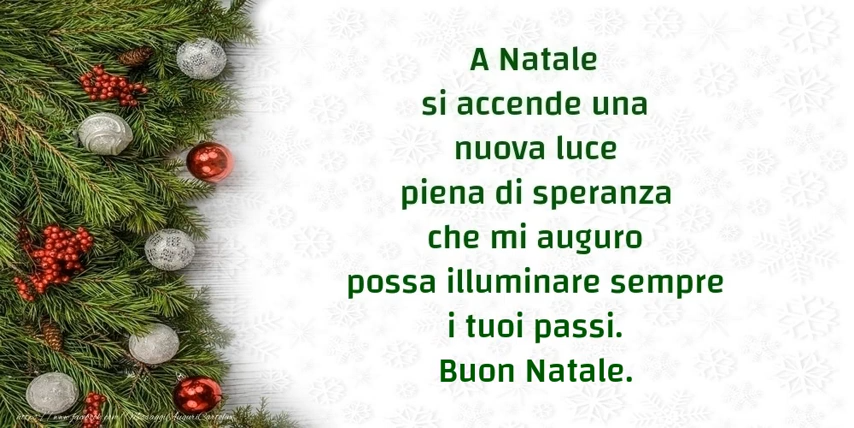 A Natale
si accende una
nuova luce
piena di speranza
che mi auguro
possa illuminare sempre
i tuoi passi.
Buon Natale.